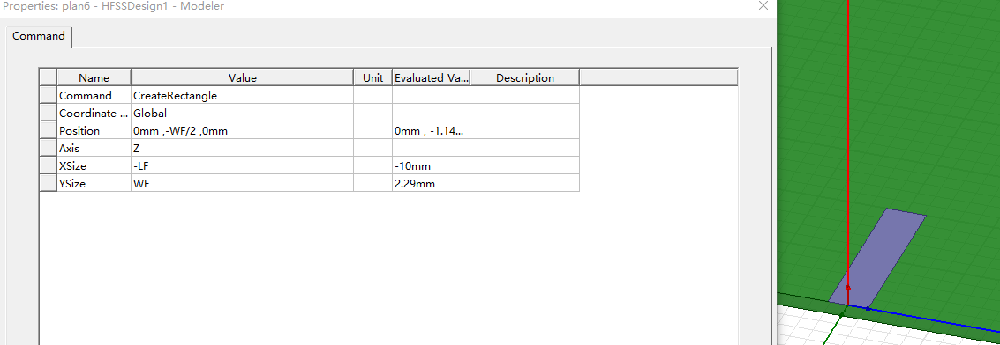 Properties: plan6 - HFSSDesign1 - Modeler
Command
Name Value Unit Evaluated Va... Description
Command CreateRectangle
Coordinate ... Global
Position 0mm ,-WF/2 ,0mm 0mm , -1.14...
Axis Z
XSize -LF -10mm
YSize WF 2.29mm